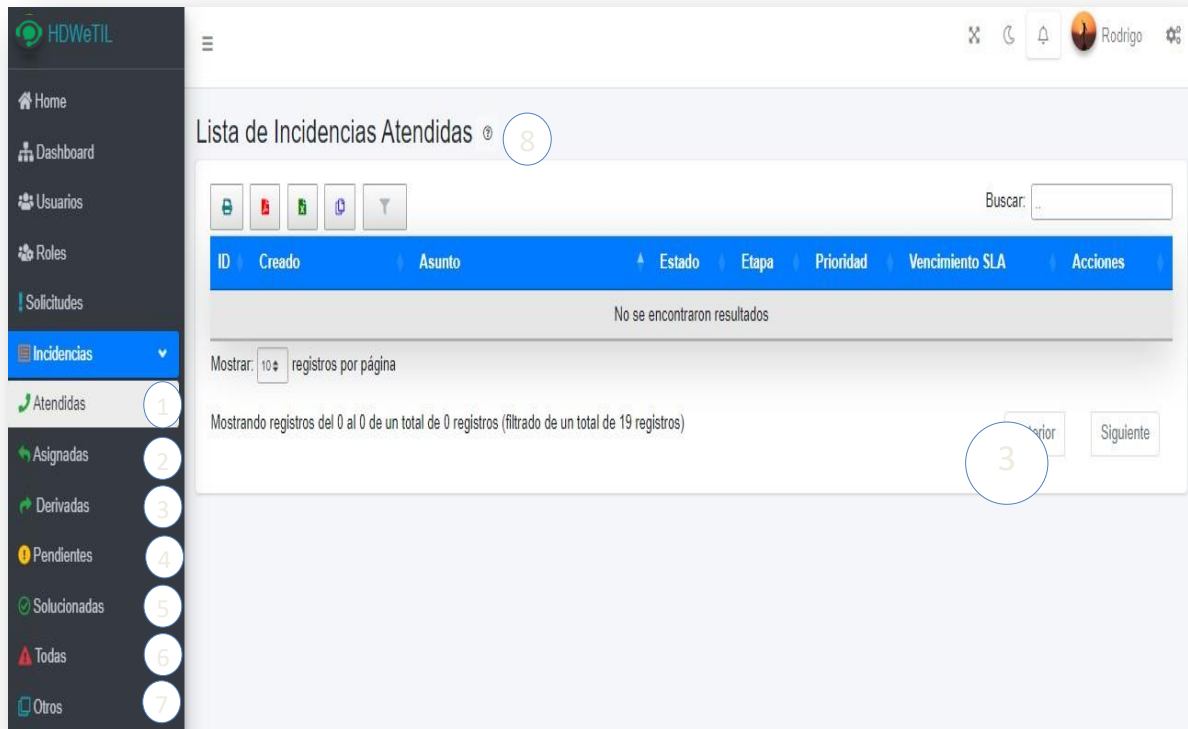 HDWeTIL
Rodrigo
Home
Dashboard
Usuarios
Roles
Solicitudes
Incidencias
Atendidas 1
Asignadas 2
Derivadas 3
Pendientes 4
Solucionadas 5
Todas 6
Otros 7
Lista de Incidencias Atendidas 8
Buscar: ..
ID Creado Asunto Estado Etapa Prioridad Vencimiento SLA Acciones
No se encontraron resultados
Mostrar: 10 registros por página
Mostrando registros del 0 al 0 de un total de 0 registros (filtrado de un total de 19 registros)
3 Siguiente